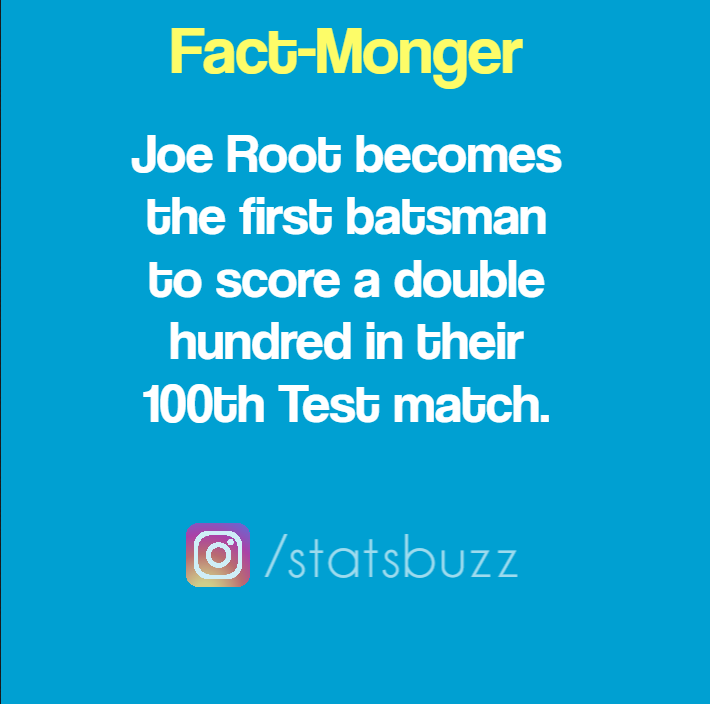 Fact-Monger
Joe Root becomes
the first batsman
to score a double
hundred in their
100th Test match.
/statsbuzz